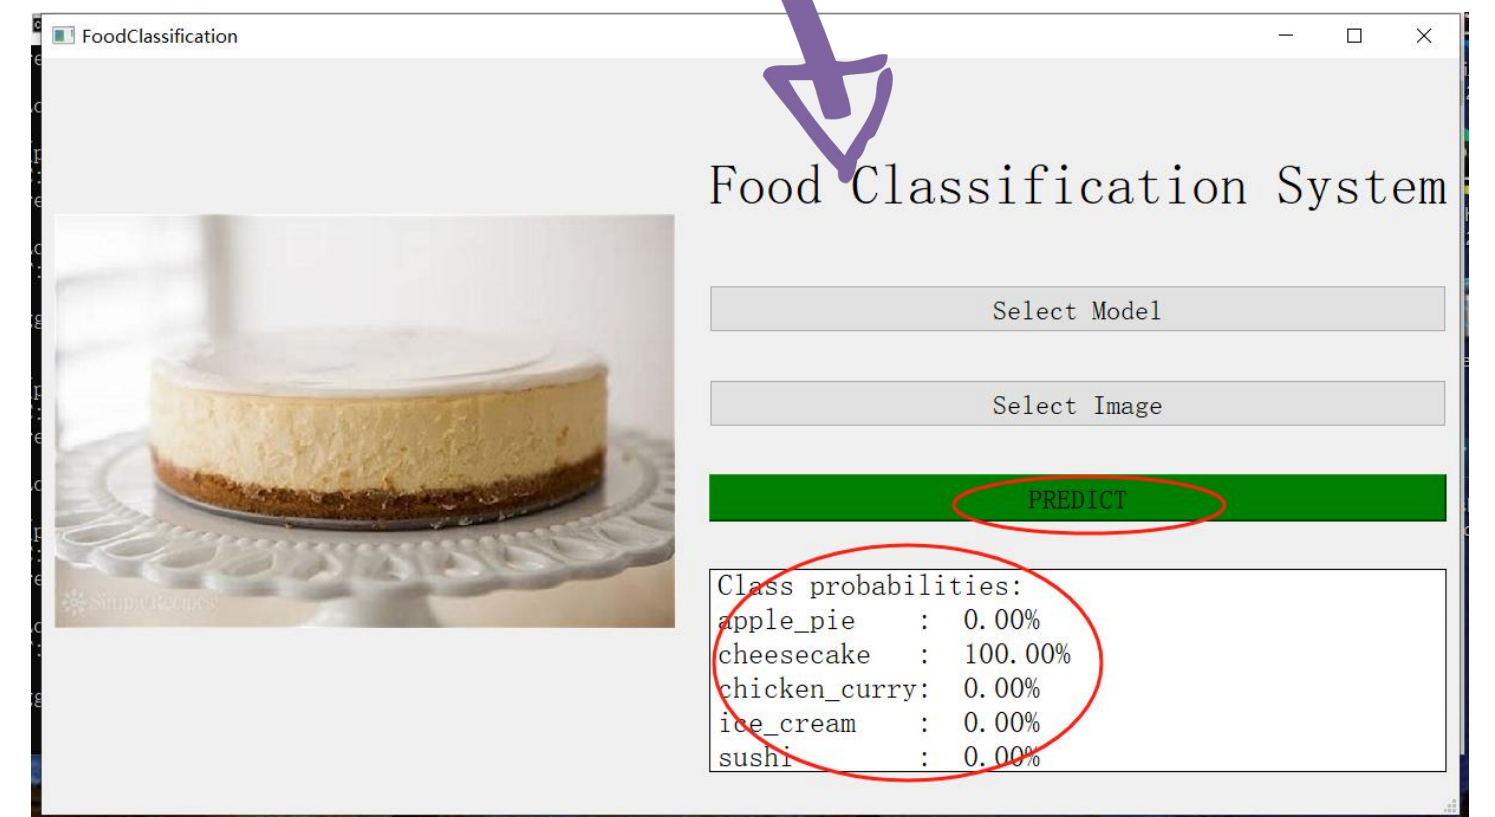 FoodClassification
Food Classification System
Select Model
Select Image
PREDICT
Class probabilities:
apple_pie : 0.00%
cheesecake : 100.00%
chicken_curry: 0.00%
ice_cream : 0.00%
sushi : 0.00%